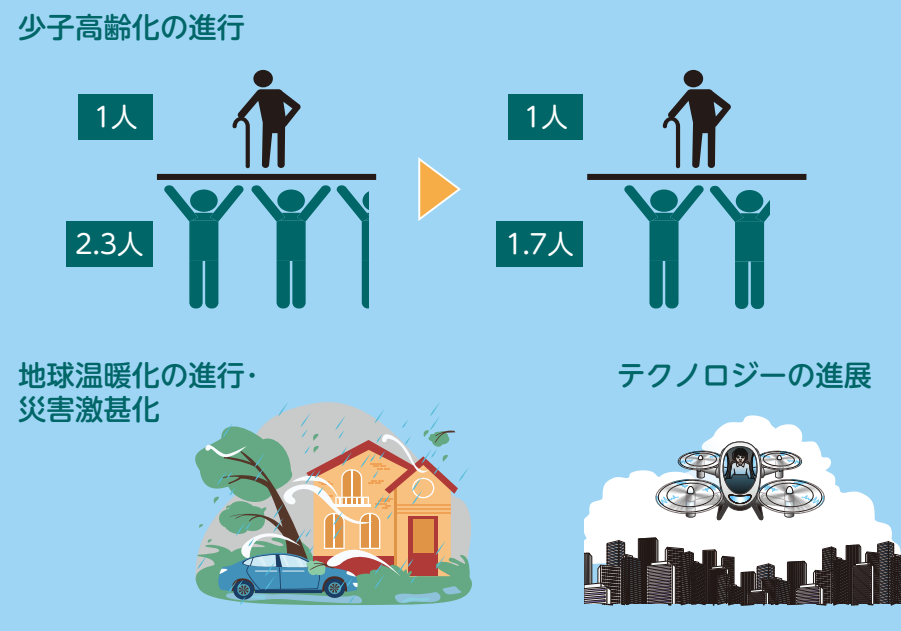 少子高齢化の進行
1人
1人
2.3人
1.7人
地球温暖化の進行・
災害激甚化
テクノロジーの進展